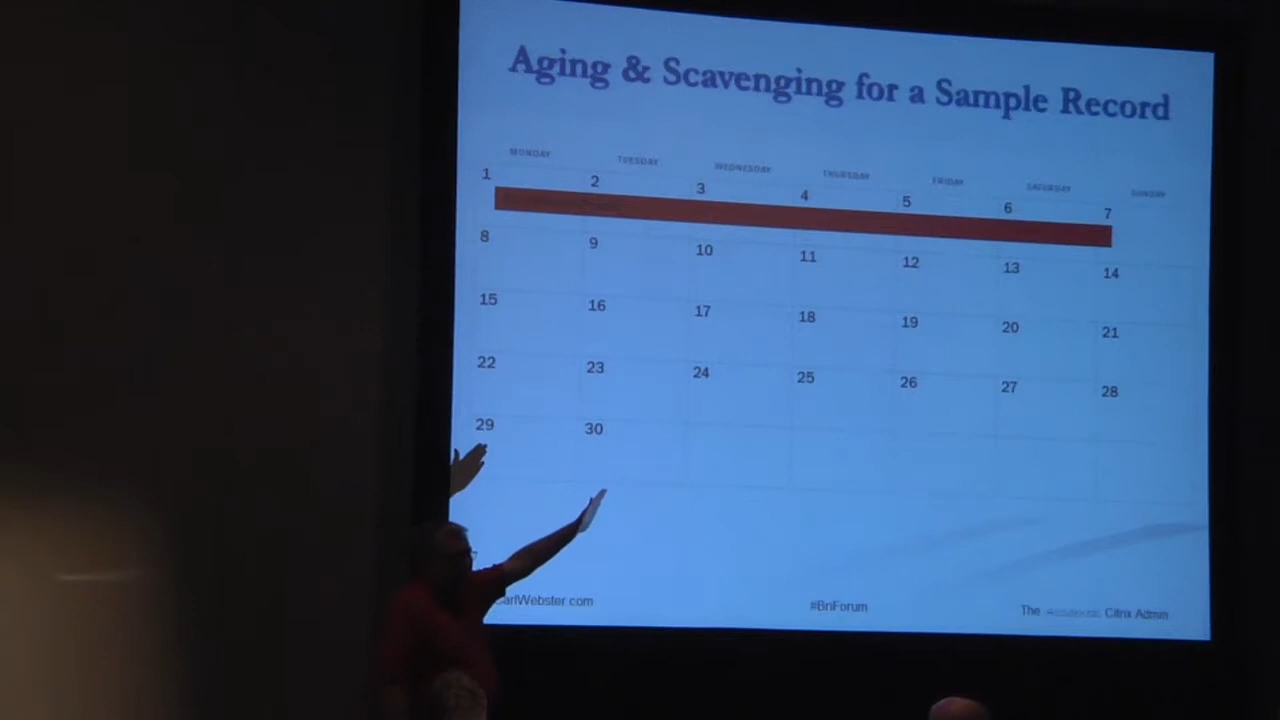 Aging & Scavenging for a Sample Record
MONDAY TUESDAY WEDNESDAY THURSDAY FRIDAY SATURDAY SUNDAY
1 2 3 4 5 6 7
8 9 10 11 12 13 14
15 16 17 18 19 20 21
22 23 24 25 26 27 28
29 30
CarlWebster.com #BriForum The Citrix Admin